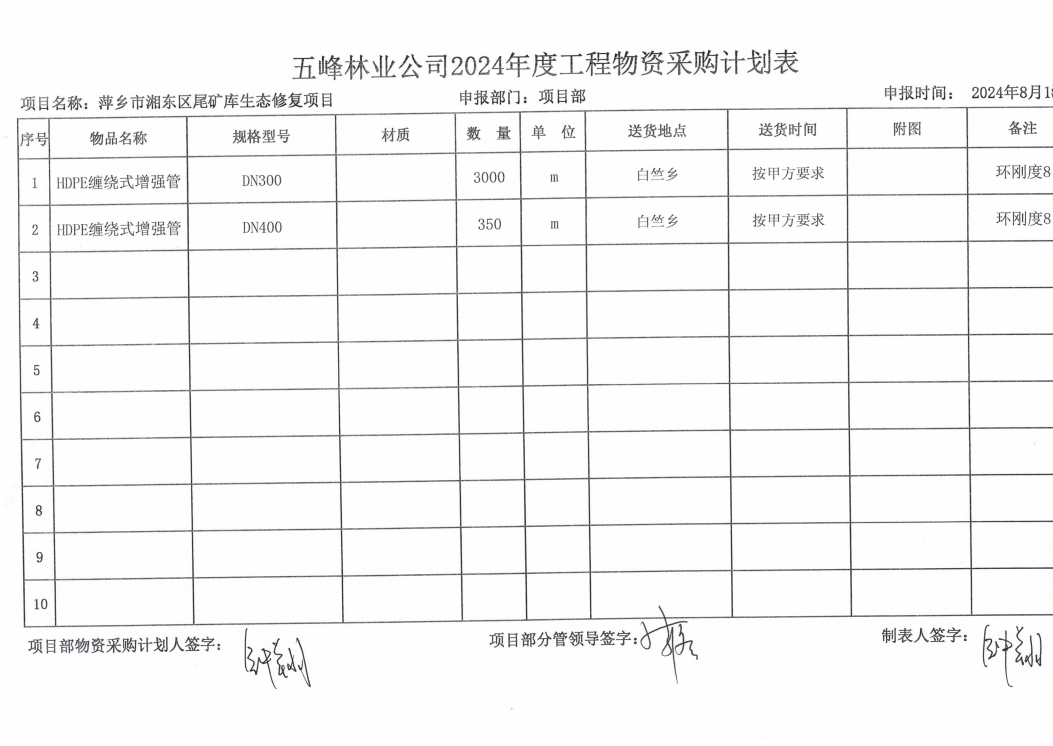 五峰林业公司2024年度工程物资采购计划表
项目名称：萍乡市湘东区尾矿库生态修复项目 申报部门：项目部 申报时间： 2024年8月1
序号 物品名称 规格型号 材质 数 量 单 位 送货地点 送货时间 附图 备注
1 HDPE缠绕式增强管 DN300 3000 m 白竺乡 按甲方要求 环刚度8
2 HDPE缠绕式增强管 DN400 350 m 白竺乡 按甲方要求 环刚度8
3
4
5
6
7
8
9
10
项目部物资采购计划人签字： 项目部分管领导签字： 制表人签字：